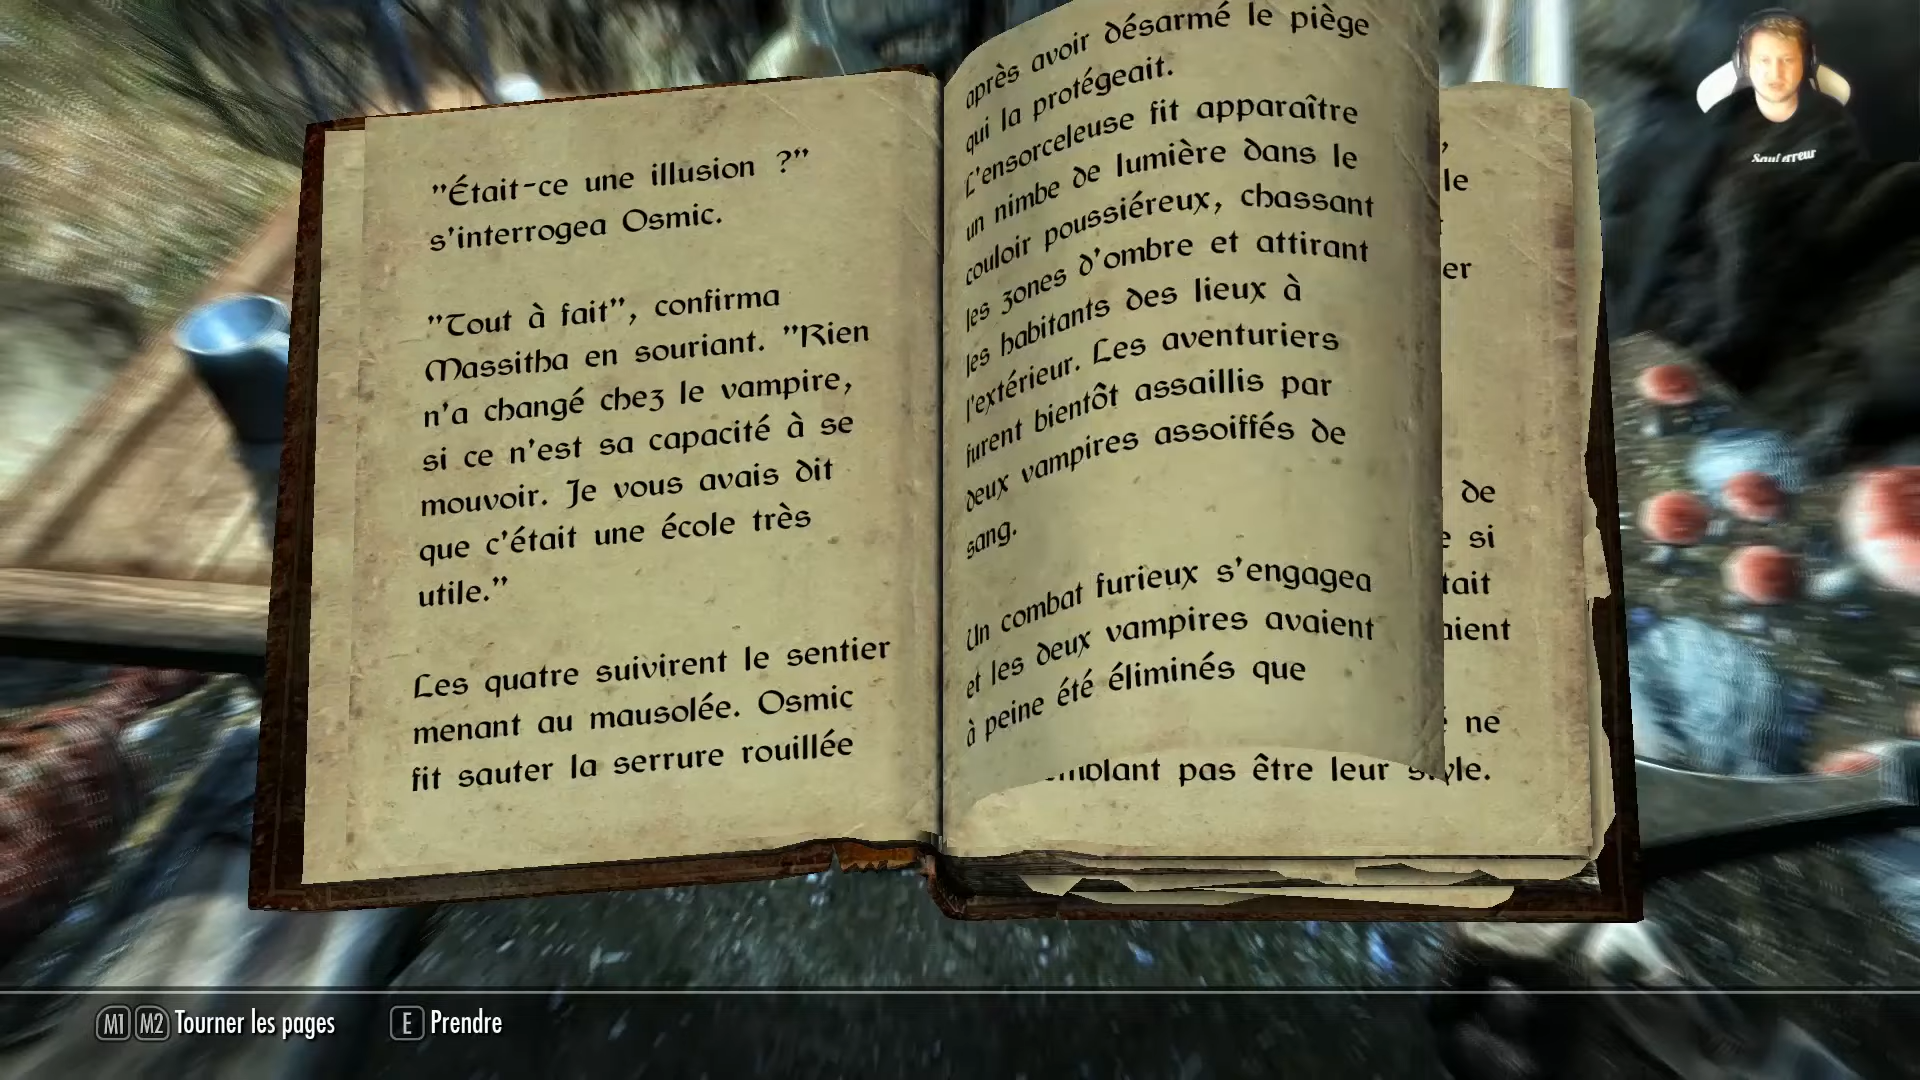 "Était-ce une illusion ?"
s'interrogea Osmic.
"Tout à fait", confirma
Massitha en souriant. "Rien
n'a changé chez le vampire,
si ce n'est sa capacité à se
mouvoir. Je vous avais dit
que c'était une école très
utile."
Les quatre suivirent le sentier
menant au mausolée. Osmic
fit sauter la serrure rouillée
après avoir désarmé le piège
qui la protégeait.
L'ensorceleuse fit apparaître
un nimbe de lumière dans le
couloir poussiéreux, chassant
les zones d'ombre et attirant
les habitants des lieux à
l'extérieur. Les aventuriers
furent bientôt assaillis par
deux vampires assoiffés de
sang.
Un combat furieux s'engagea
et les deux vampires avaient
à peine été éliminés que
le
er
de
si
tait
aient
ne
pas être leur
M1 M2 Tourner les pages
E Prendre